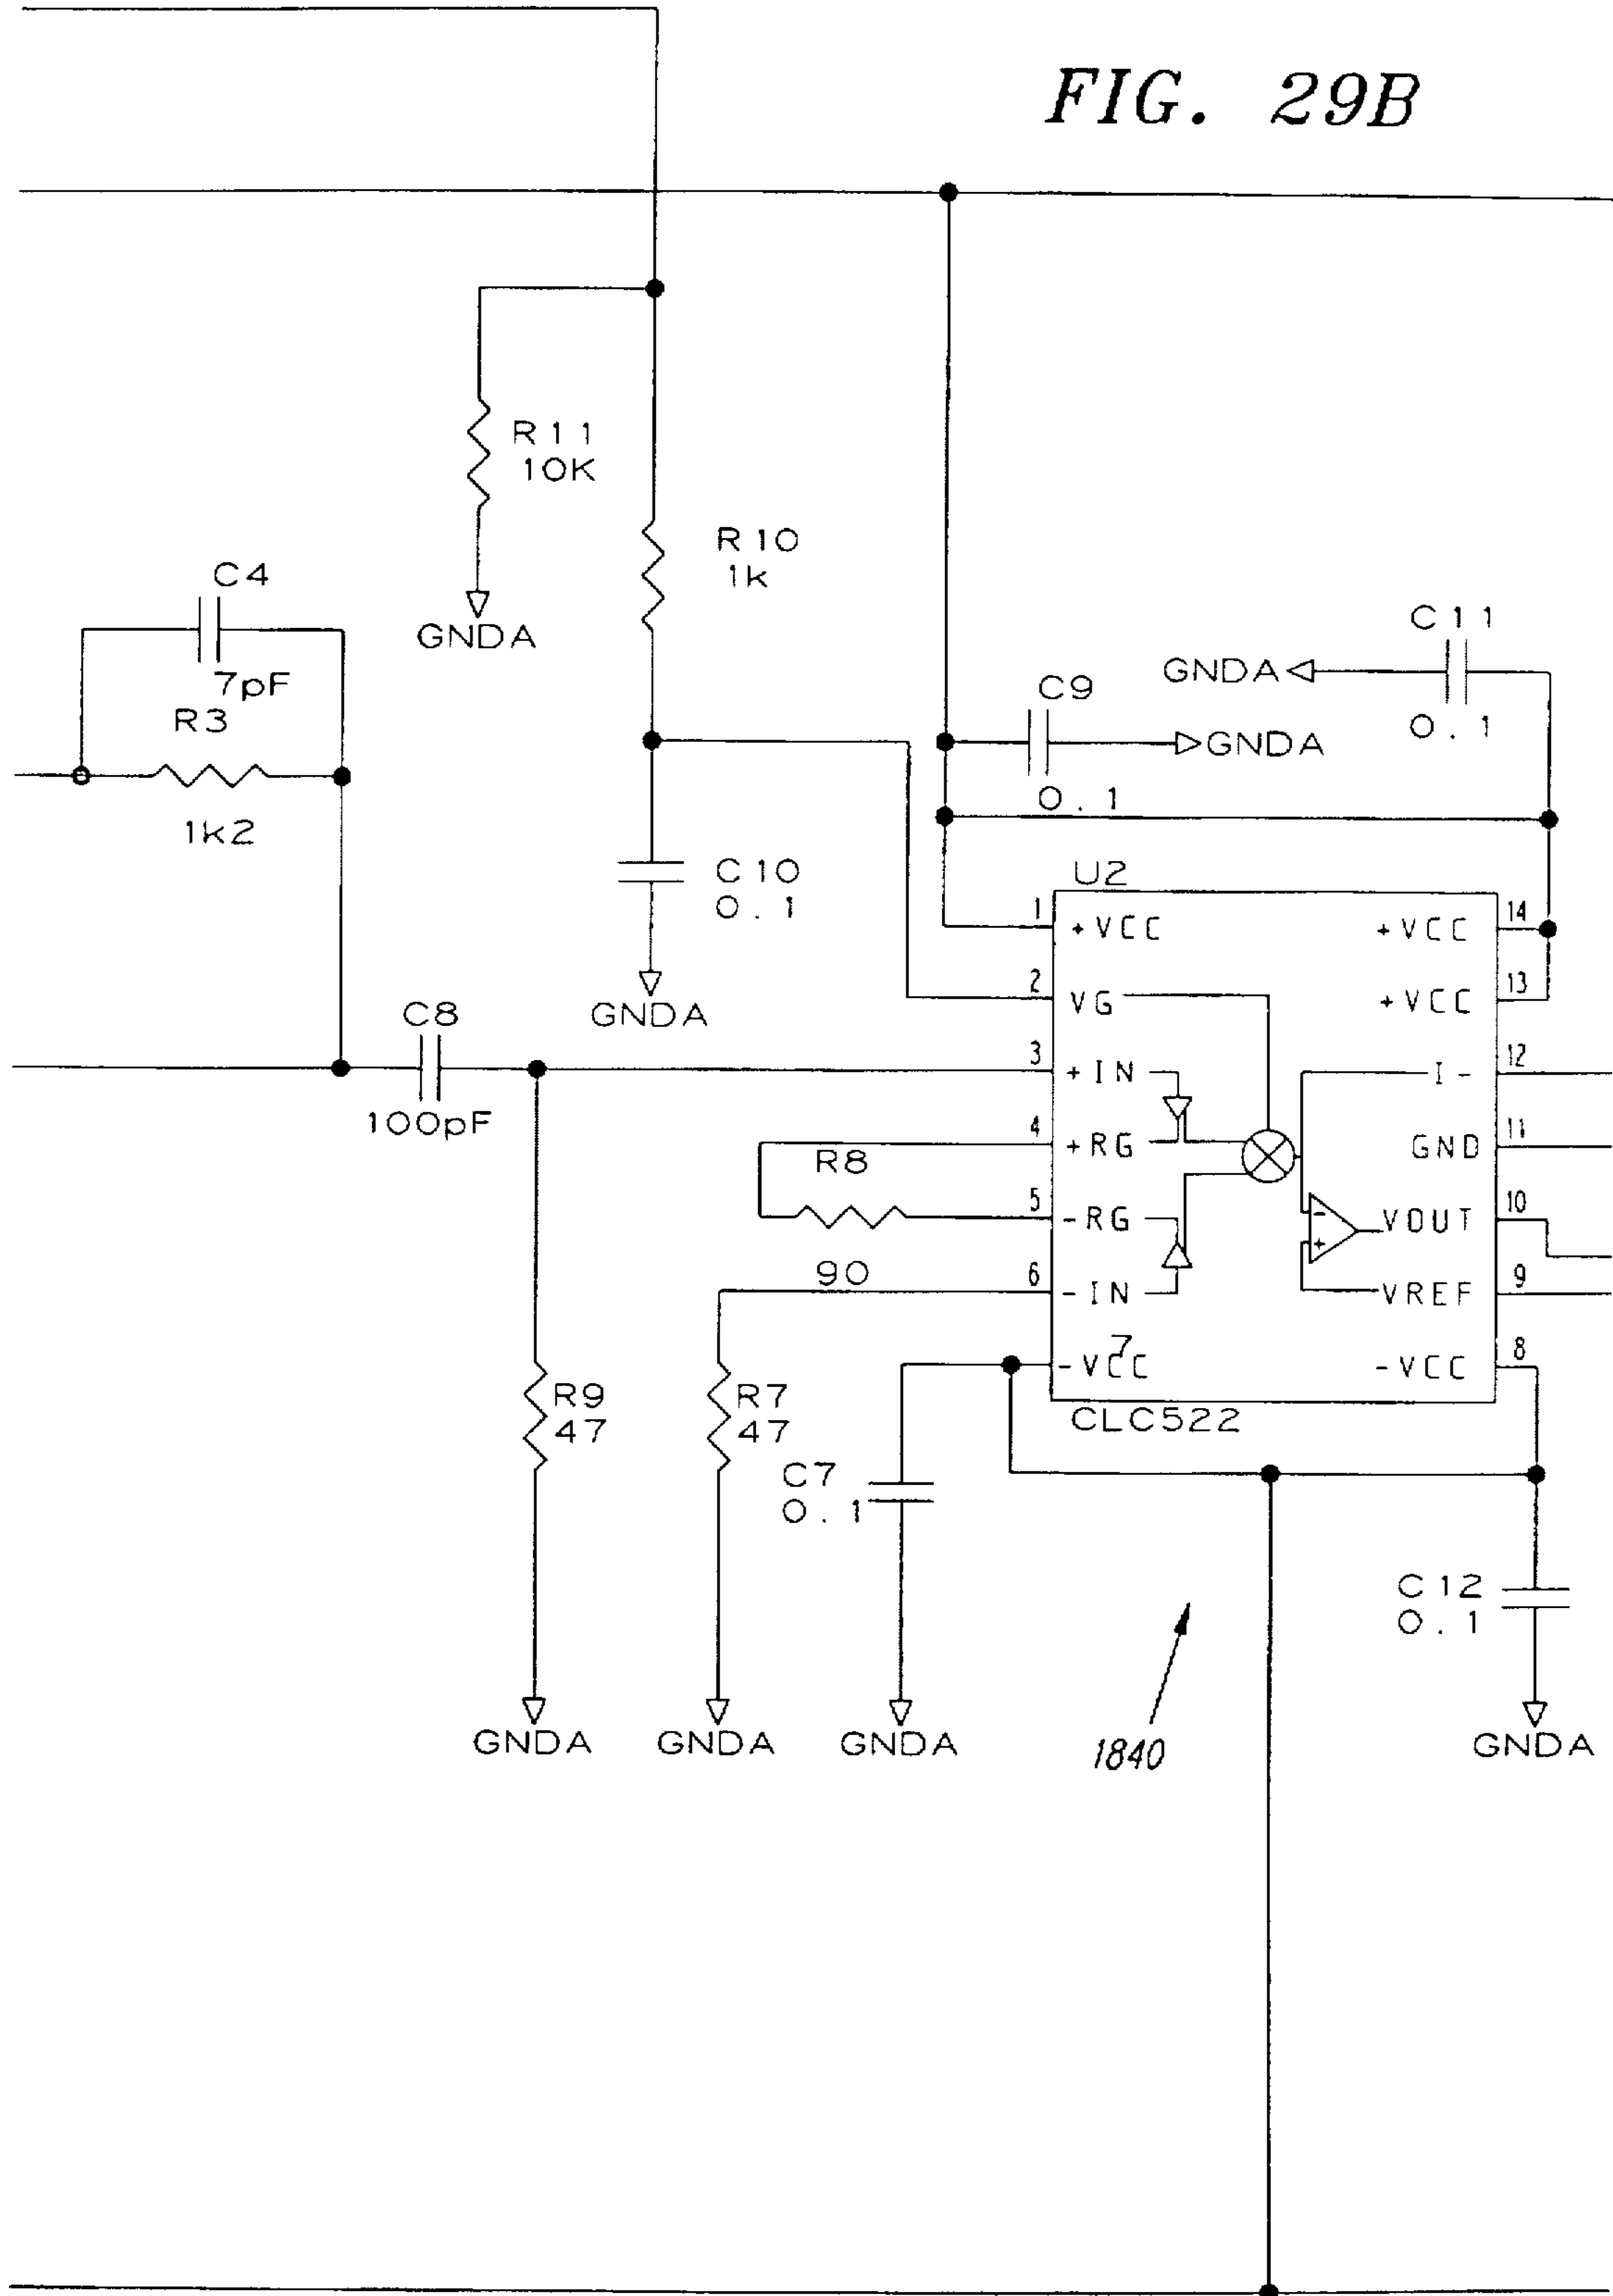 FIG. 29B
R11
10K
GNDA
R10
1k
C4
7pF
R3
1k2
C11
GNDA
0.1
C9
GNDA
0.1
C10
0.1
GNDA
U2
1 +VCC +VCC 14
2 VG +VCC 13
C8
100pF
3 +IN I- 12
4 +RG GND 11
R8
5 -RG VOUT 10
90
6 -IN VREF 9
7
-VCC -VCC 8
CLC522
R9
47
R7
47
C7
0.1
C12
0.1
GNDA
GNDA
GNDA
1840
GNDA